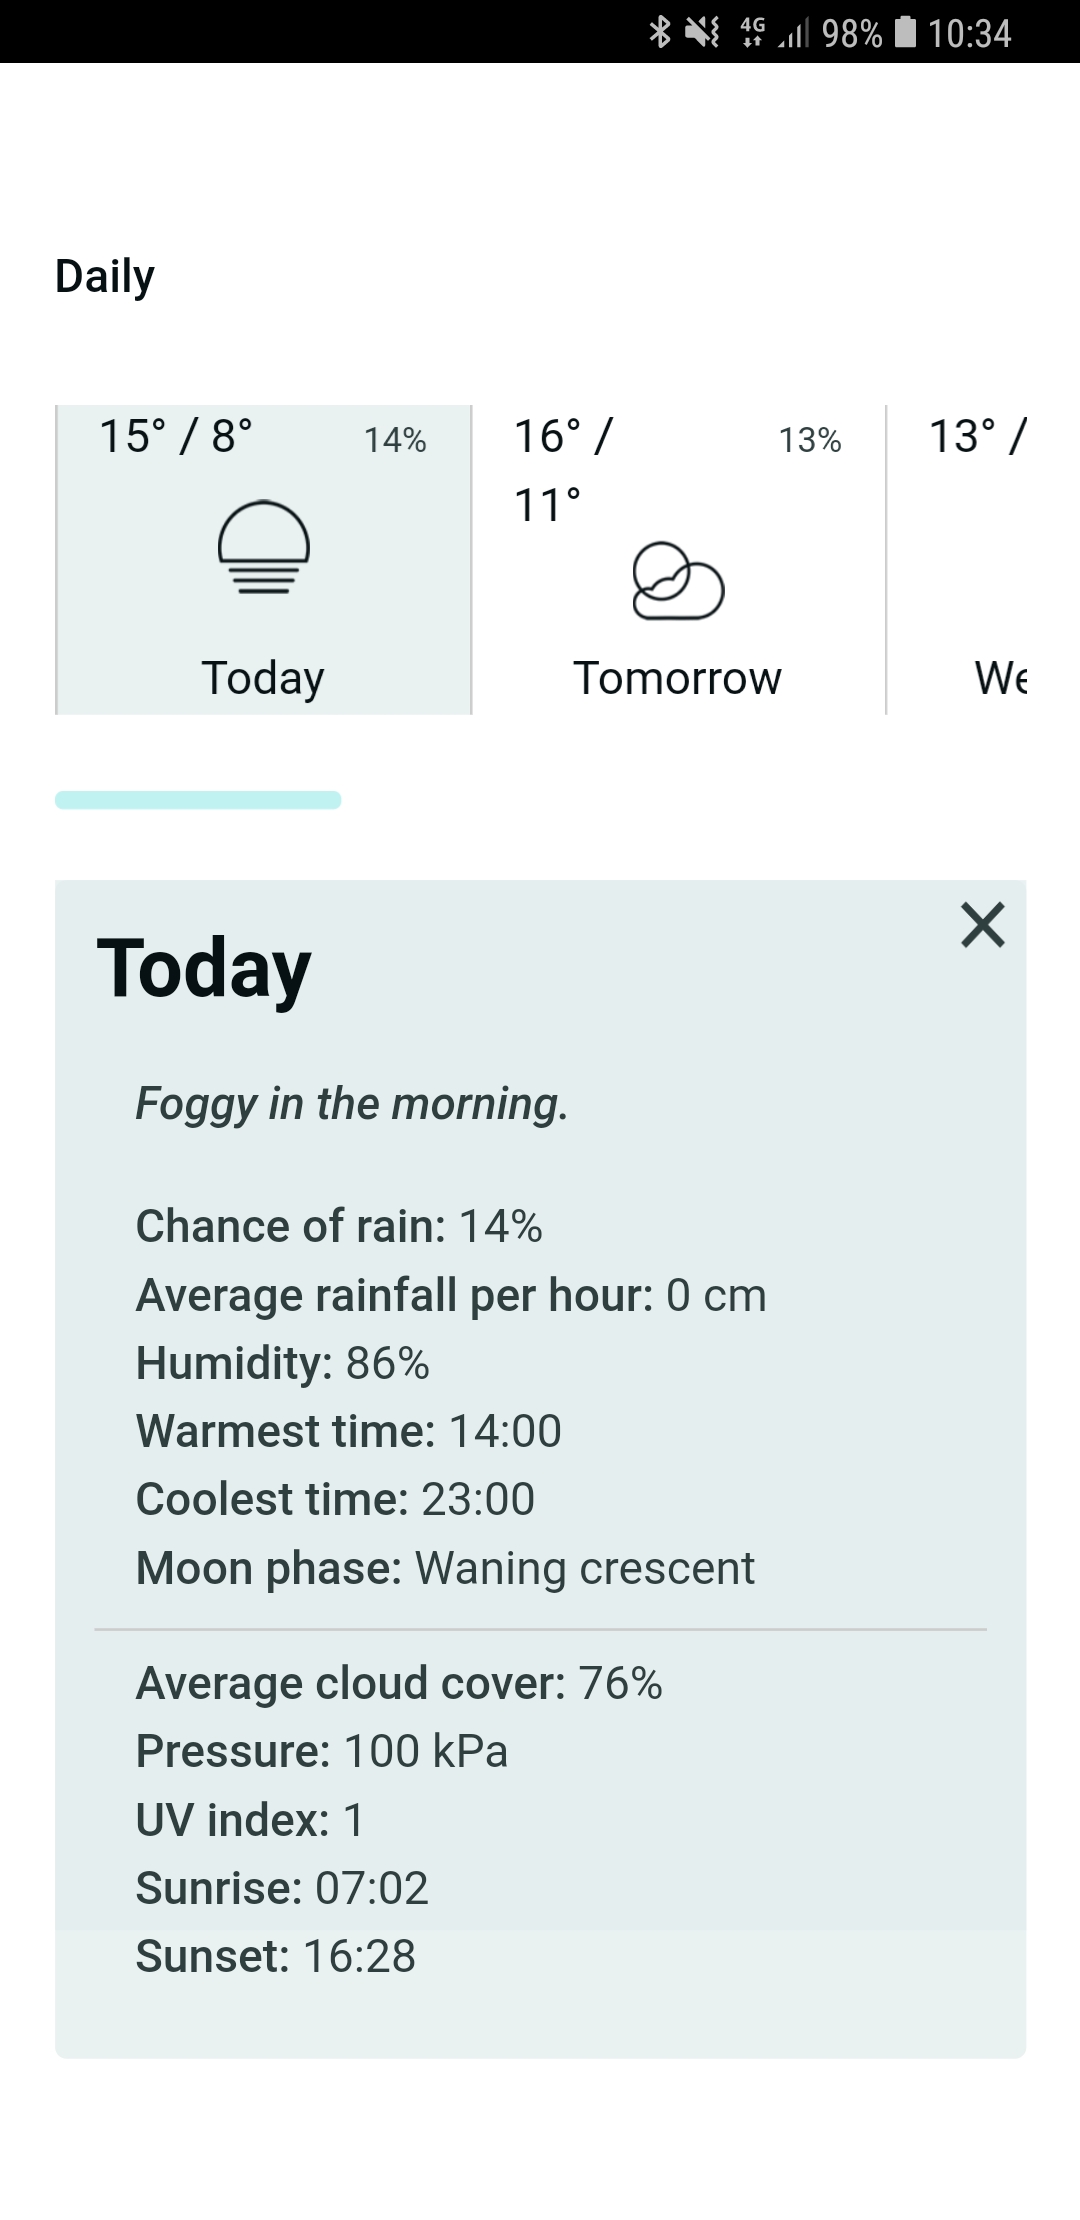 4G 98% 10:34
Daily
15° / 8° 14%
16° / 13%
11°
13° /
Today
Tomorrow
We
Today
Foggy in the morning.
Chance of rain: 14%
Average rainfall per hour: 0 cm
Humidity: 86%
Warmest time: 14:00
Coolest time: 23:00
Moon phase: Waning crescent
Average cloud cover: 76%
Pressure: 100 kPa
UV index: 1
Sunrise: 07:02
Sunset: 16:28